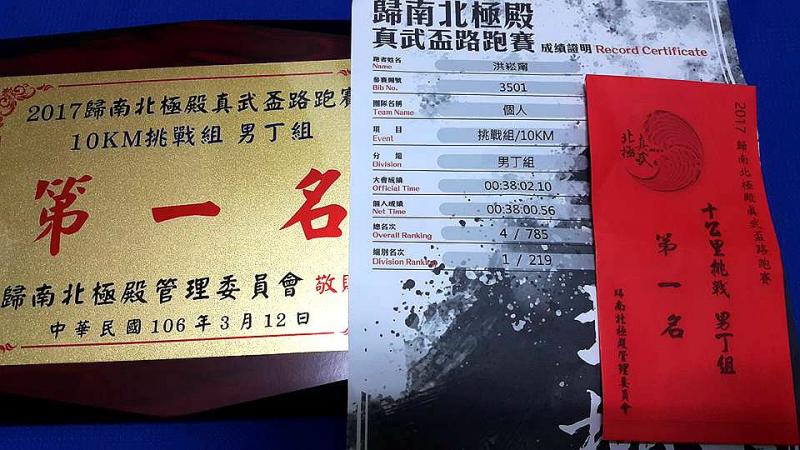 2017歸南北極殿真武盃路跑賽
10KM挑戰組 男丁組
第一名
歸南北極殿管理委員會 敬贈
中華民國106年3月12日
歸南北極殿
真武盃路跑賽 成績證明 Record Certificate
跑者姓名 Name 洪崧甯
參賽號號 Bib No. 3501
團隊名稱 Team Name 個人
項目 Event 挑戰組/10KM
分組 Division 男丁組
大會成績 Official Time 00:38:02.10
個人成績 Net Time 00:38:00.56
總名次 Overall Ranking 4 / 785
組別名次 Division Ranking 1 / 219
真武
北極
2017 歸南北極殿真武盃路跑賽
十公里挑戰 男丁組
第一名
歸南北極殿管理委員會